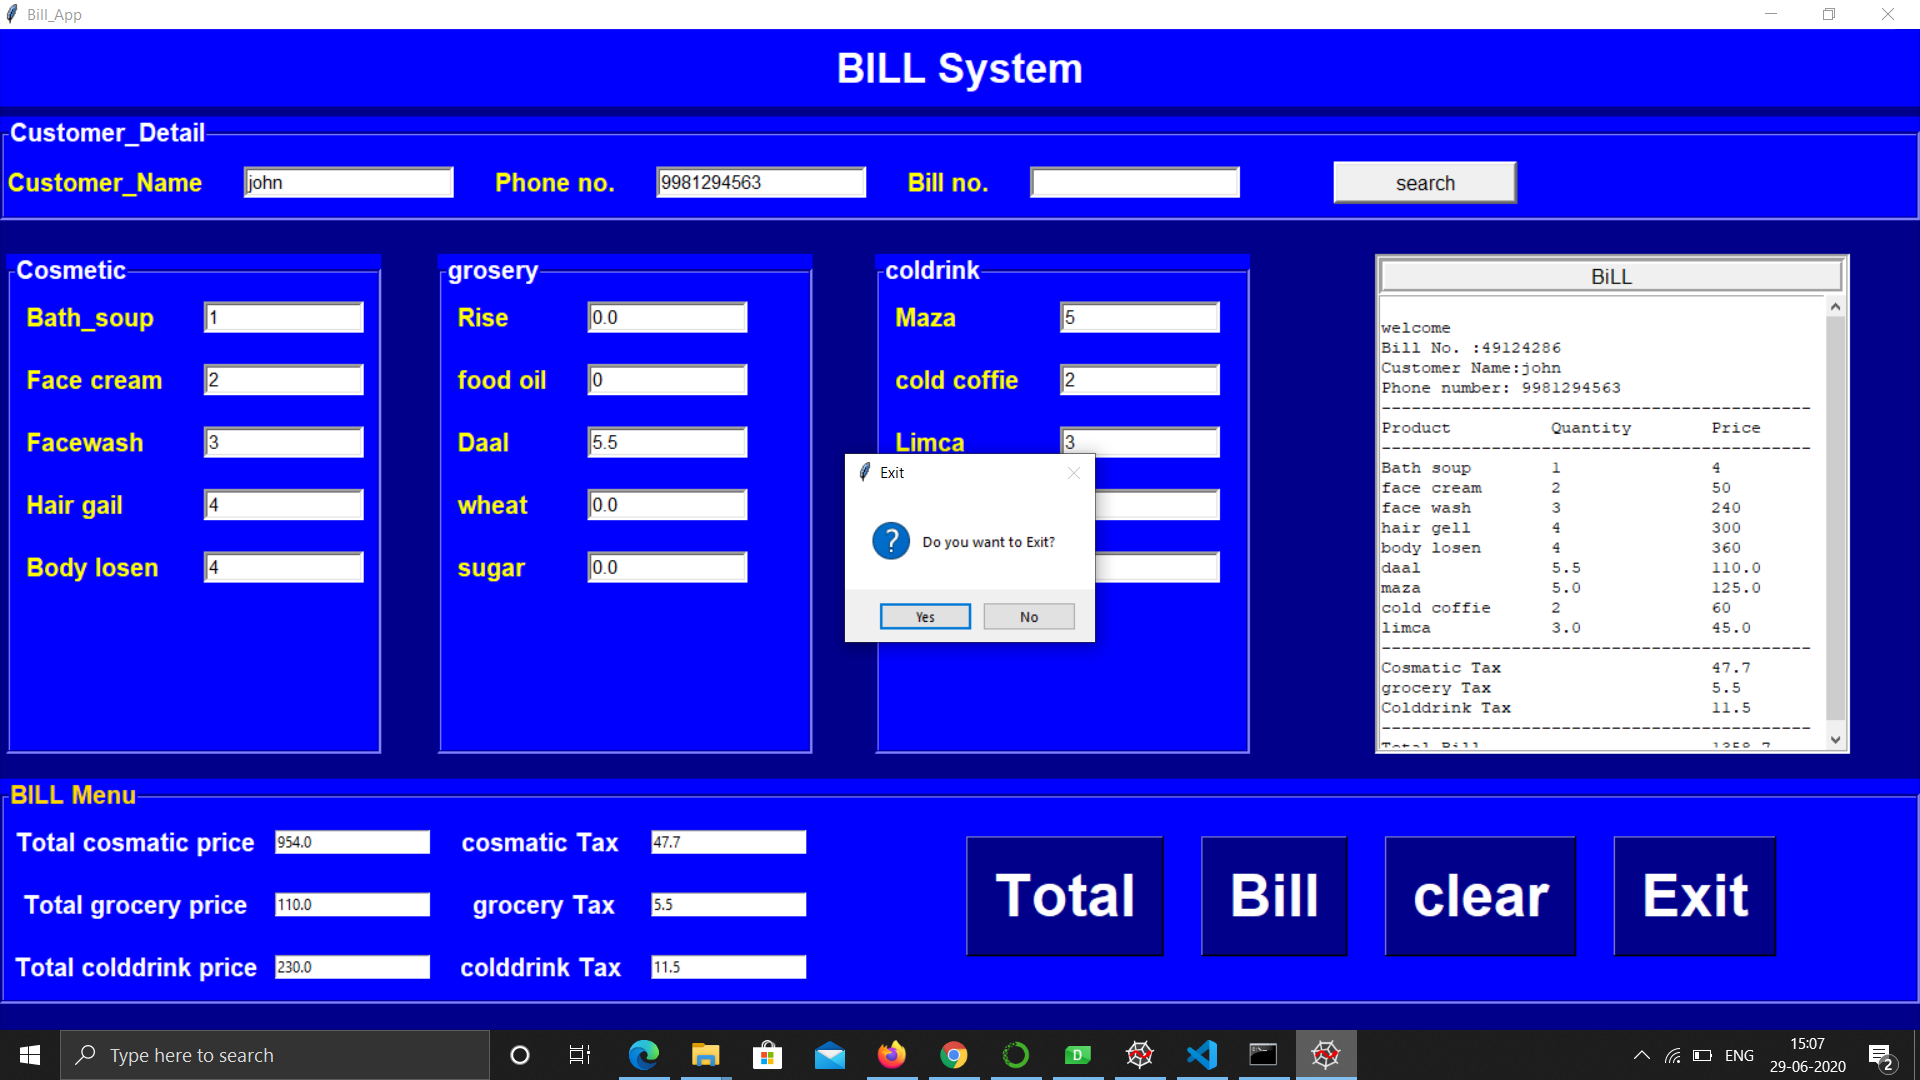 Bill_App
BILL System
Customer_Detail
Customer_Name john Phone no. 9981294563 Bill no. search
Cosmetic
Bath_soup 1
Face cream 2
Facewash 3
Hair gail 4
Body losen 4
grosery
Rise 0.0
food oil 0
Daal 5.5
wheat 0.0
sugar 0.0
coldrink
Maza 5
cold coffie 2
Limca 3
Exit
Do you want to Exit?
Yes No
BiLL
welcome
Bill No. :49124286
Customer Name:john
Phone number: 9981294563
-------------------------------------------
Product Quantity Price
-------------------------------------------
Bath soup 1 4
face cream 2 50
face wash 3 240
hair gell 4 300
body losen 4 360
daal 5.5 110.0
maza 5.0 125.0
cold coffie 2 60
limca 3.0 45.0
-------------------------------------------
Cosmatic Tax 47.7
grocery Tax 5.5
Colddrink Tax 11.5
-------------------------------------------
Total Bill 1358.7
BILL Menu
Total cosmatic price 954.0 cosmatic Tax 47.7
Total grocery price 110.0 grocery Tax 5.5
Total colddrink price 230.0 colddrink Tax 11.5
Total Bill clear Exit
Type here to search
D
ENG
15:07
29-06-2020
2